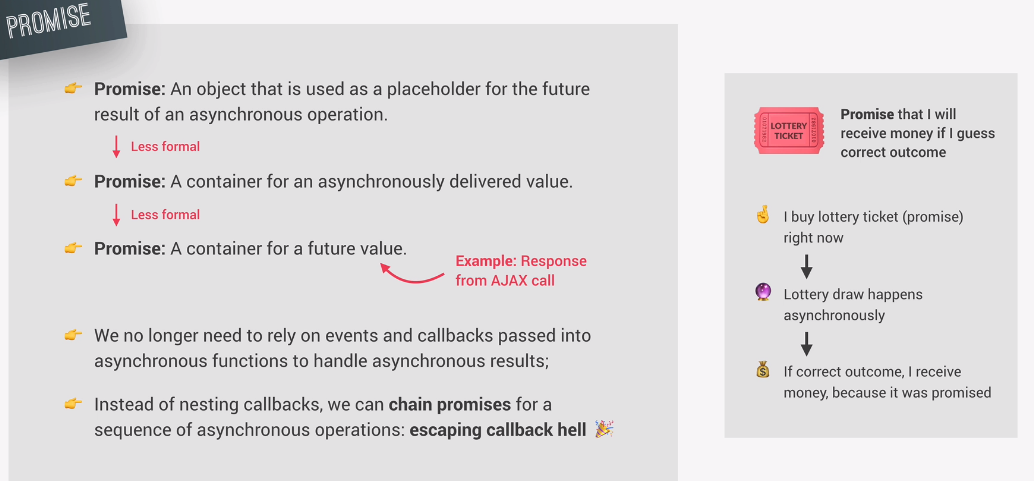 PROMISE
👉 Promise: An object that is used as a placeholder for the future
result of an asynchronous operation.
Less formal
👉 Promise: A container for an asynchronously delivered value.
Less formal
👉 Promise: A container for a future value.
Example: Response
from AJAX call
👉 We no longer need to rely on events and callbacks passed into
asynchronous functions to handle asynchronous results;
👉 Instead of nesting callbacks, we can chain promises for a
sequence of asynchronous operations: escaping callback hell 🎉
LOTTERY
TICKET
Promise that I will
receive money if I guess
correct outcome
🤞 I buy lottery ticket (promise)
right now
🔮 Lottery draw happens
asynchronously
💰 If correct outcome, I receive
money, because it was promised